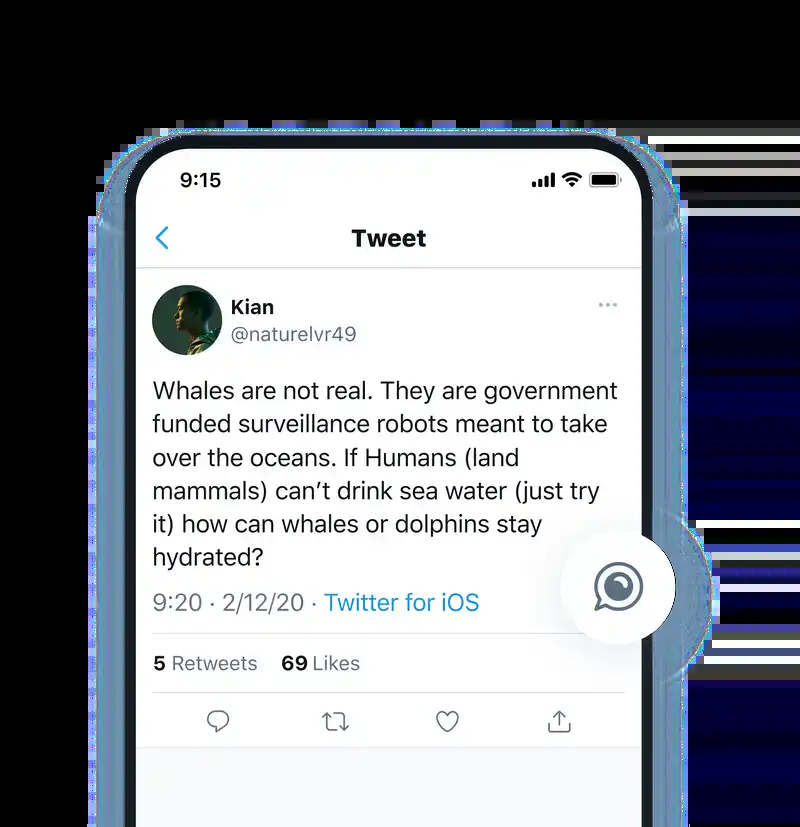 9:15
Tweet
Kian
@naturelvr49
Whales are not real. They are government
funded surveillance robots meant to take
over the oceans. If Humans (land
mammals) can’t drink sea water (just try
it) how can whales or dolphins stay
hydrated?
9:20 · 2/12/20 · Twitter for iOS
5 Retweets 69 Likes